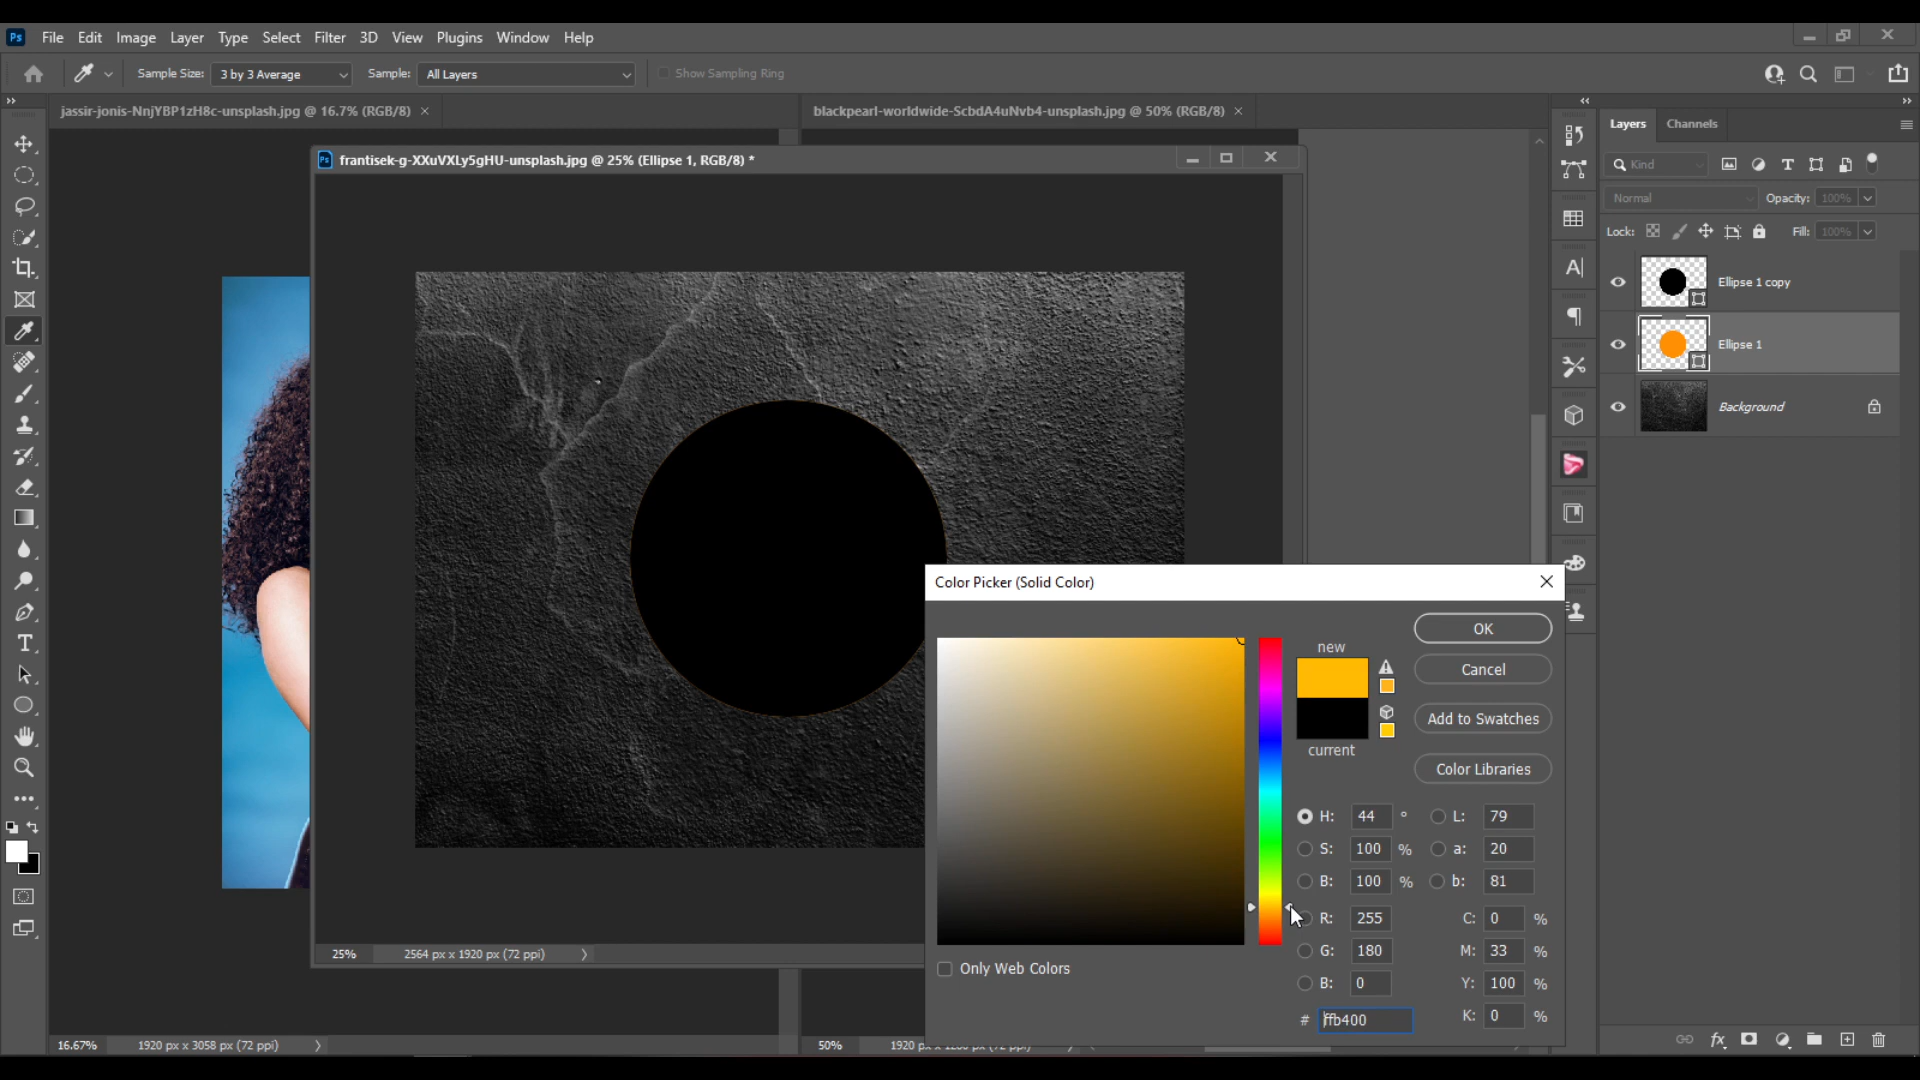 Ps File Edit Image Layer Type Select Filter 3D View Plugins Window Help
Sample Size: 3 by 3 Average Sample: All Layers Show Sampling Ring
jassir-jonis-NnjYBP1zH8c-unsplash.jpg @ 16.7% (RGB/8) ×
blackpearl-worldwide-ScbdA4uNvb4-unsplash.jpg @ 50% (RGB/8) ×
Ps frantisek-g-XXuVXLy5gHU-unsplash.jpg @ 25% (Ellipse 1, RGB/8) *
Layers Channels
Kind
Normal Opacity: 100%
Lock: Fill: 100%
Ellipse 1 copy
Ellipse 1
Background
Color Picker (Solid Color)
new
current
OK
Cancel
Add to Swatches
Color Libraries
H: 44 ° L: 79
S: 100 % a: 20
B: 100 % b: 81
R: 255 C: 0 %
G: 180 M: 33 %
B: 0 Y: 100 %
# ffb400 K: 0 %
Only Web Colors
25% 2564 px x 1920 px (72 ppi)
16.67% 1920 px x 3058 px (72 ppi)
50% 1920